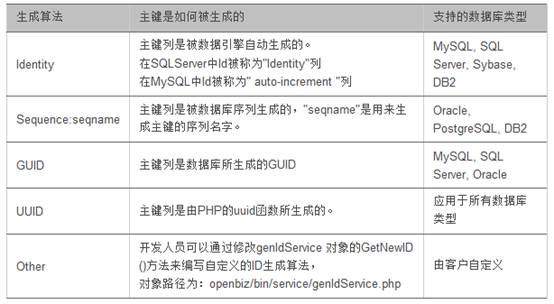 生成算法 主键是如何被生成的 支持的数据库类型
主键列是被数据引擎自动生成的。
Identity
在SQLServer中Id被称为"Identity"列
在MySQL中Id被称为" auto-increment "列
MySQL, SQL
Server, Sybase,
DB2
Sequence:seqname
主键列是被数据库序列生成的，"seqname"是用来生
成主键的序列名字。
Oracle,
PostgreSQL, DB2
GUID
主键列是数据库所生成的GUID
MySQL, SQL
Server, Oracle
UUID
主键列是由PHP的uuid函数所生成的。
应用于所有数据库
类型
Other
开发人员可以通过修改genIdService 对象的GetNewID
()方法来编写自定义的ID生成算法，
对象路径为：openbiz/bin/service/genIdService.php
由客户自定义